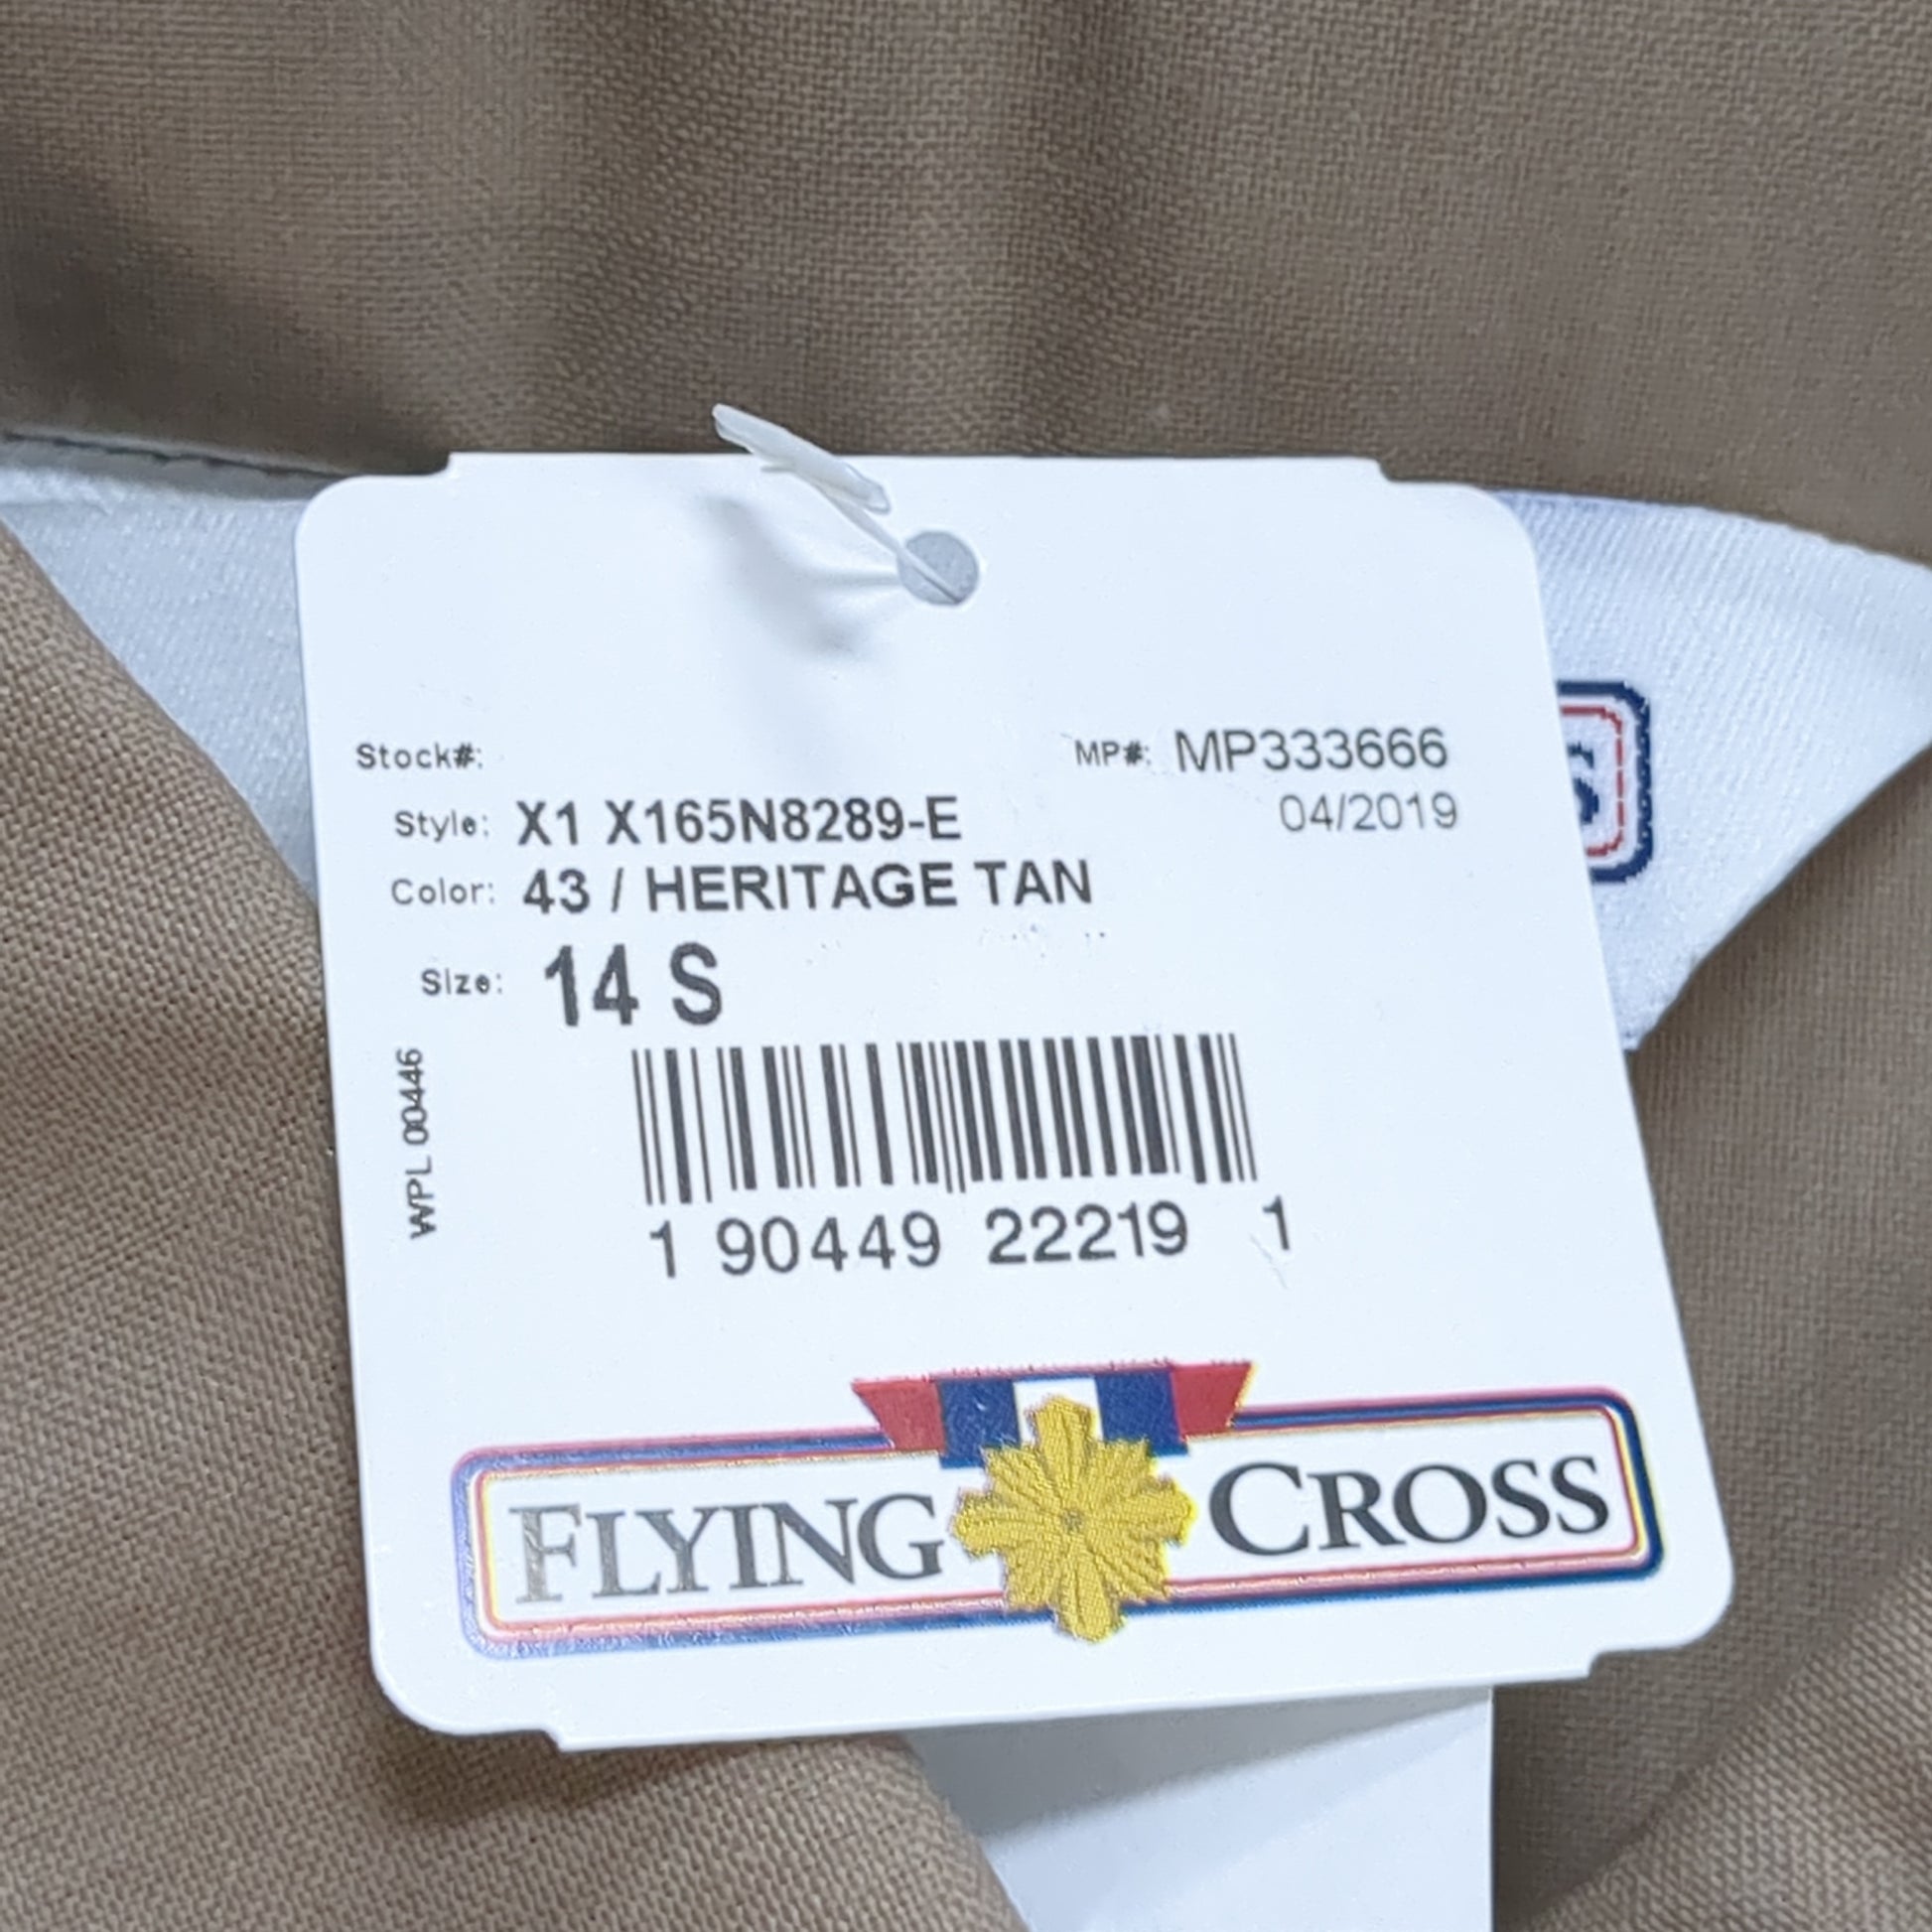 Stock#:
MP#: MP333666
Style: X1 X165N8289-E
04/2019
Color: 43 / HERITAGE TAN
Size: 14 S
WPL 00446
1 90449 22219 1
FLYING CROSS